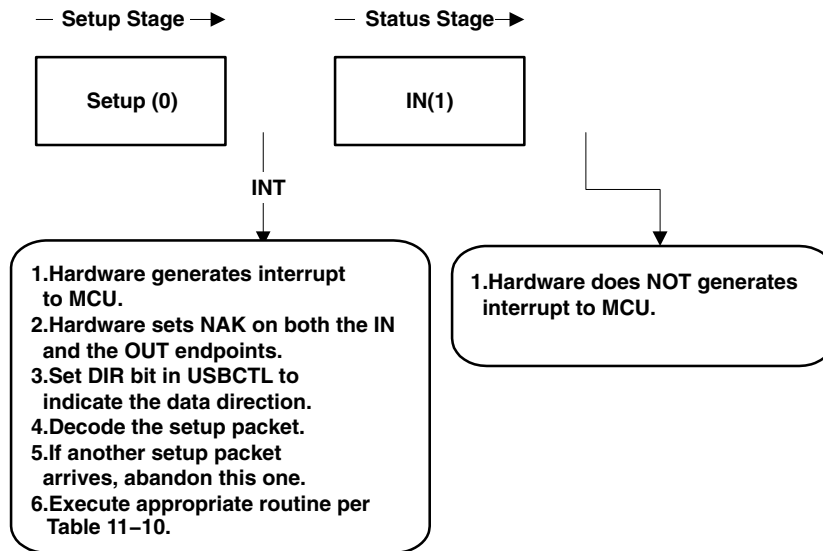 Setup Stage
Status Stage
Setup (0)
IN(1)
INT
1.Hardware generates interrupt
to MCU.
2.Hardware sets NAK on both the IN
and the OUT endpoints.
3.Set DIR bit in USBCTL to
indicate the data direction.
4.Decode the setup packet.
5.If another setup packet
arrives, abandon this one.
6.Execute appropriate routine per
Table 11–10.
1.Hardware does NOT generates
interrupt to MCU.